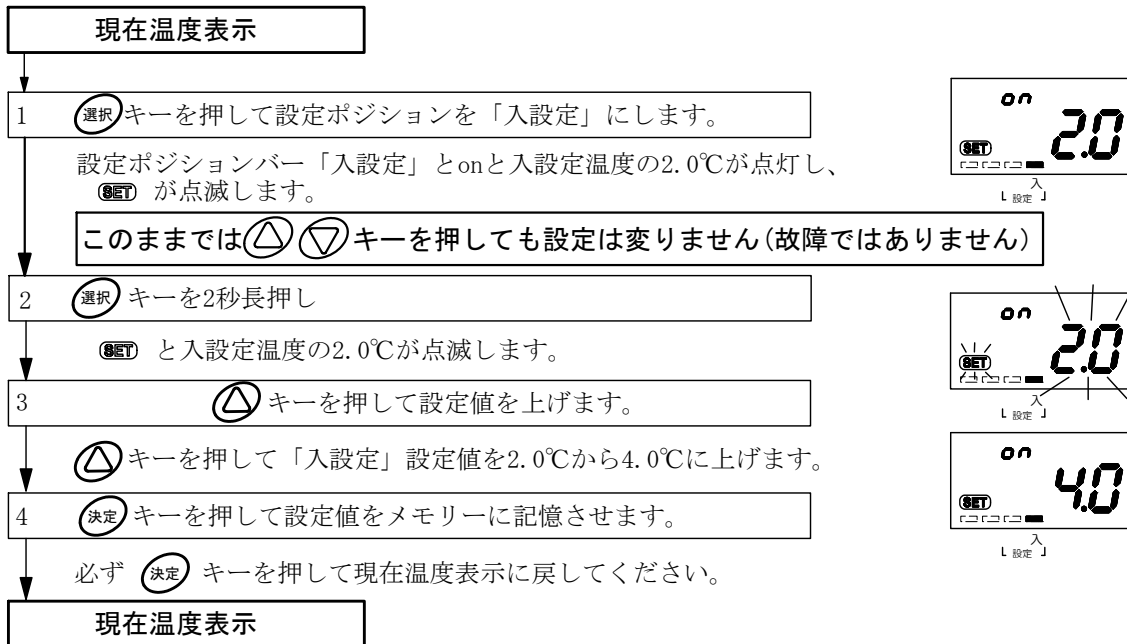 現在温度表示
1 選択キーを押して設定ポジションを「入設定」にします。
設定ポジションバー「入設定」とonと入設定温度の2.0℃が点灯し、
SET が点滅します。
on
SET 2.0
入
設定
このままでは△▽キーを押しても設定は変りません(故障ではありません)
2 選択キーを2秒長押し
SET と入設定温度の2.0℃が点滅します。
on
SET 2.0
入
設定
3 △キーを押して設定値を上げます。
△キーを押して「入設定」設定値を2.0℃から4.0℃に上げます。
on
SET 4.0
入
設定
4 決定キーを押して設定値をメモリーに記憶させます。
必ず 決定 キーを押して現在温度表示に戻してください。
現在温度表示